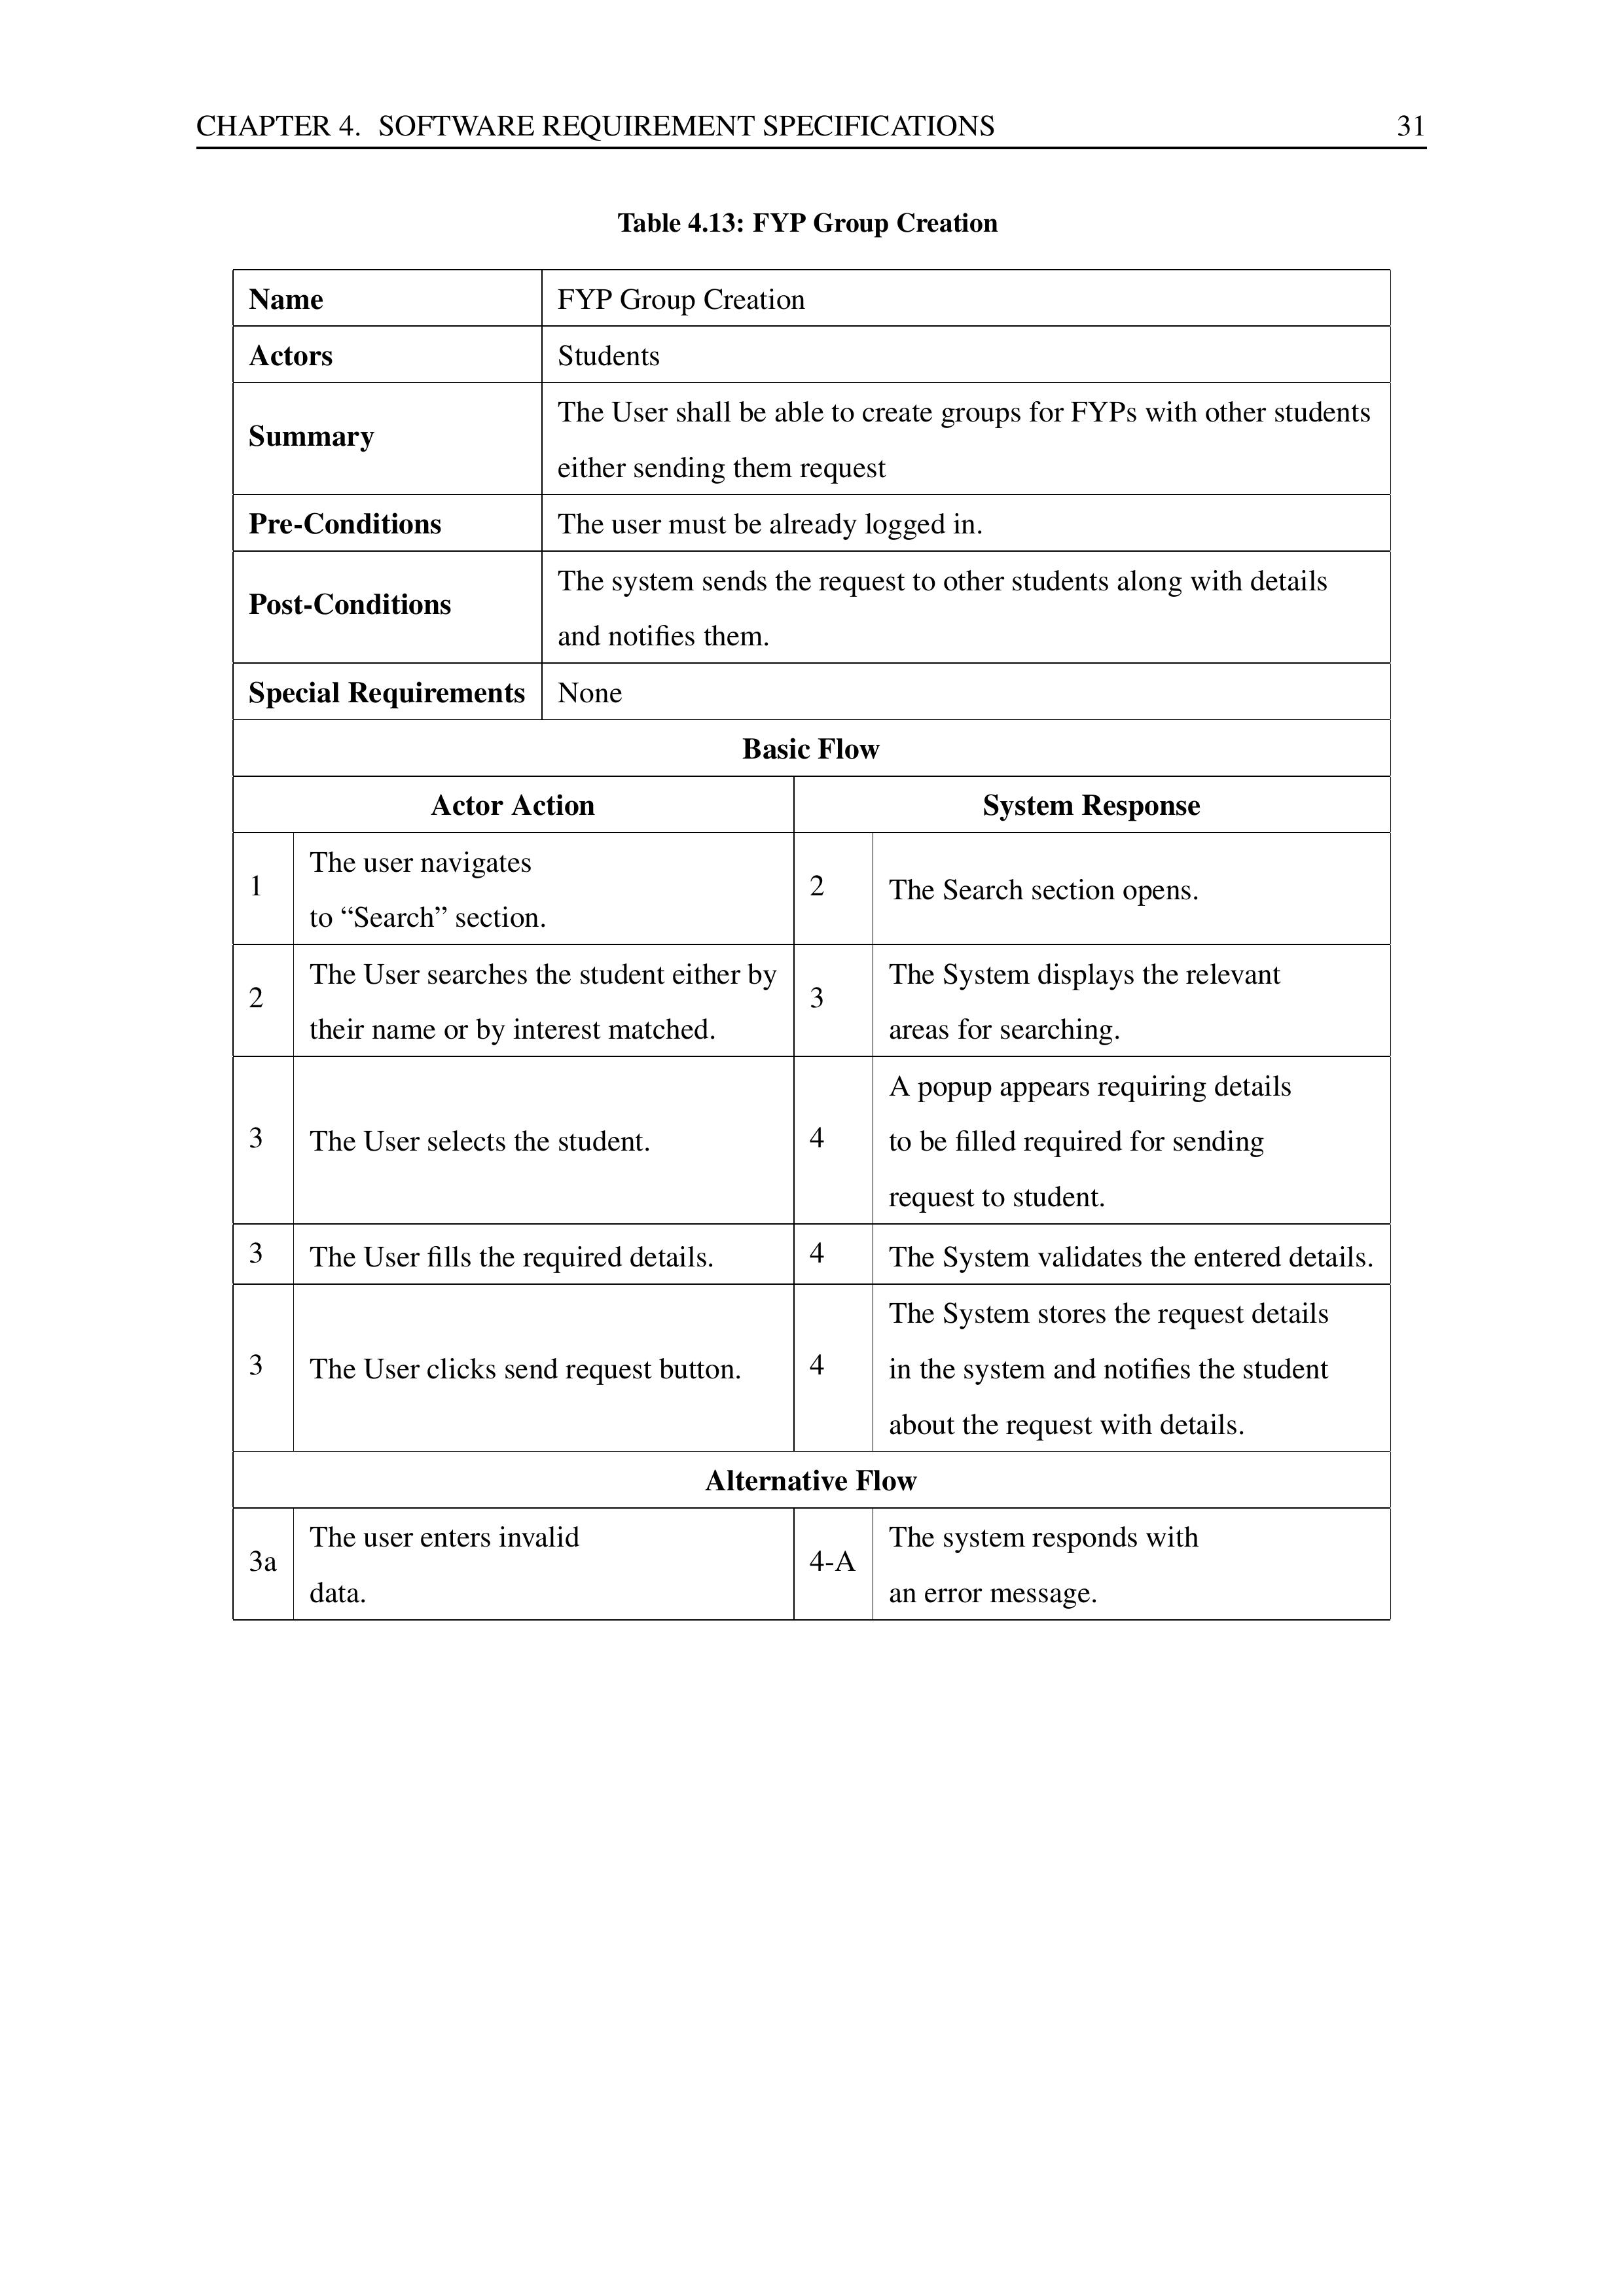 CHAPTER 4. SOFTWARE REQUIREMENT SPECIFICATIONS 31
Table 4.13: FYP Group Creation
Name FYP Group Creation
Actors Students
Summary The User shall be able to create groups for FYPs with other students
either sending them request
Pre-Conditions The user must be already logged in.
Post-Conditions The system sends the request to other students along with details
and notifies them.
Special Requirements None
Basic Flow
Actor Action System Response
1 The user navigates
to “Search” section.
2 The Search section opens.
2 The User searches the student either by
their name or by interest matched.
3 The System displays the relevant
areas for searching.
3 The User selects the student.
4 A popup appears requiring details
to be filled required for sending
request to student.
3 The User fills the required details.
4 The System validates the entered details.
3 The User clicks send request button.
4 The System stores the request details
in the system and notifies the student
about the request with details.
Alternative Flow
3a The user enters invalid
data.
4-A The system responds with
an error message.